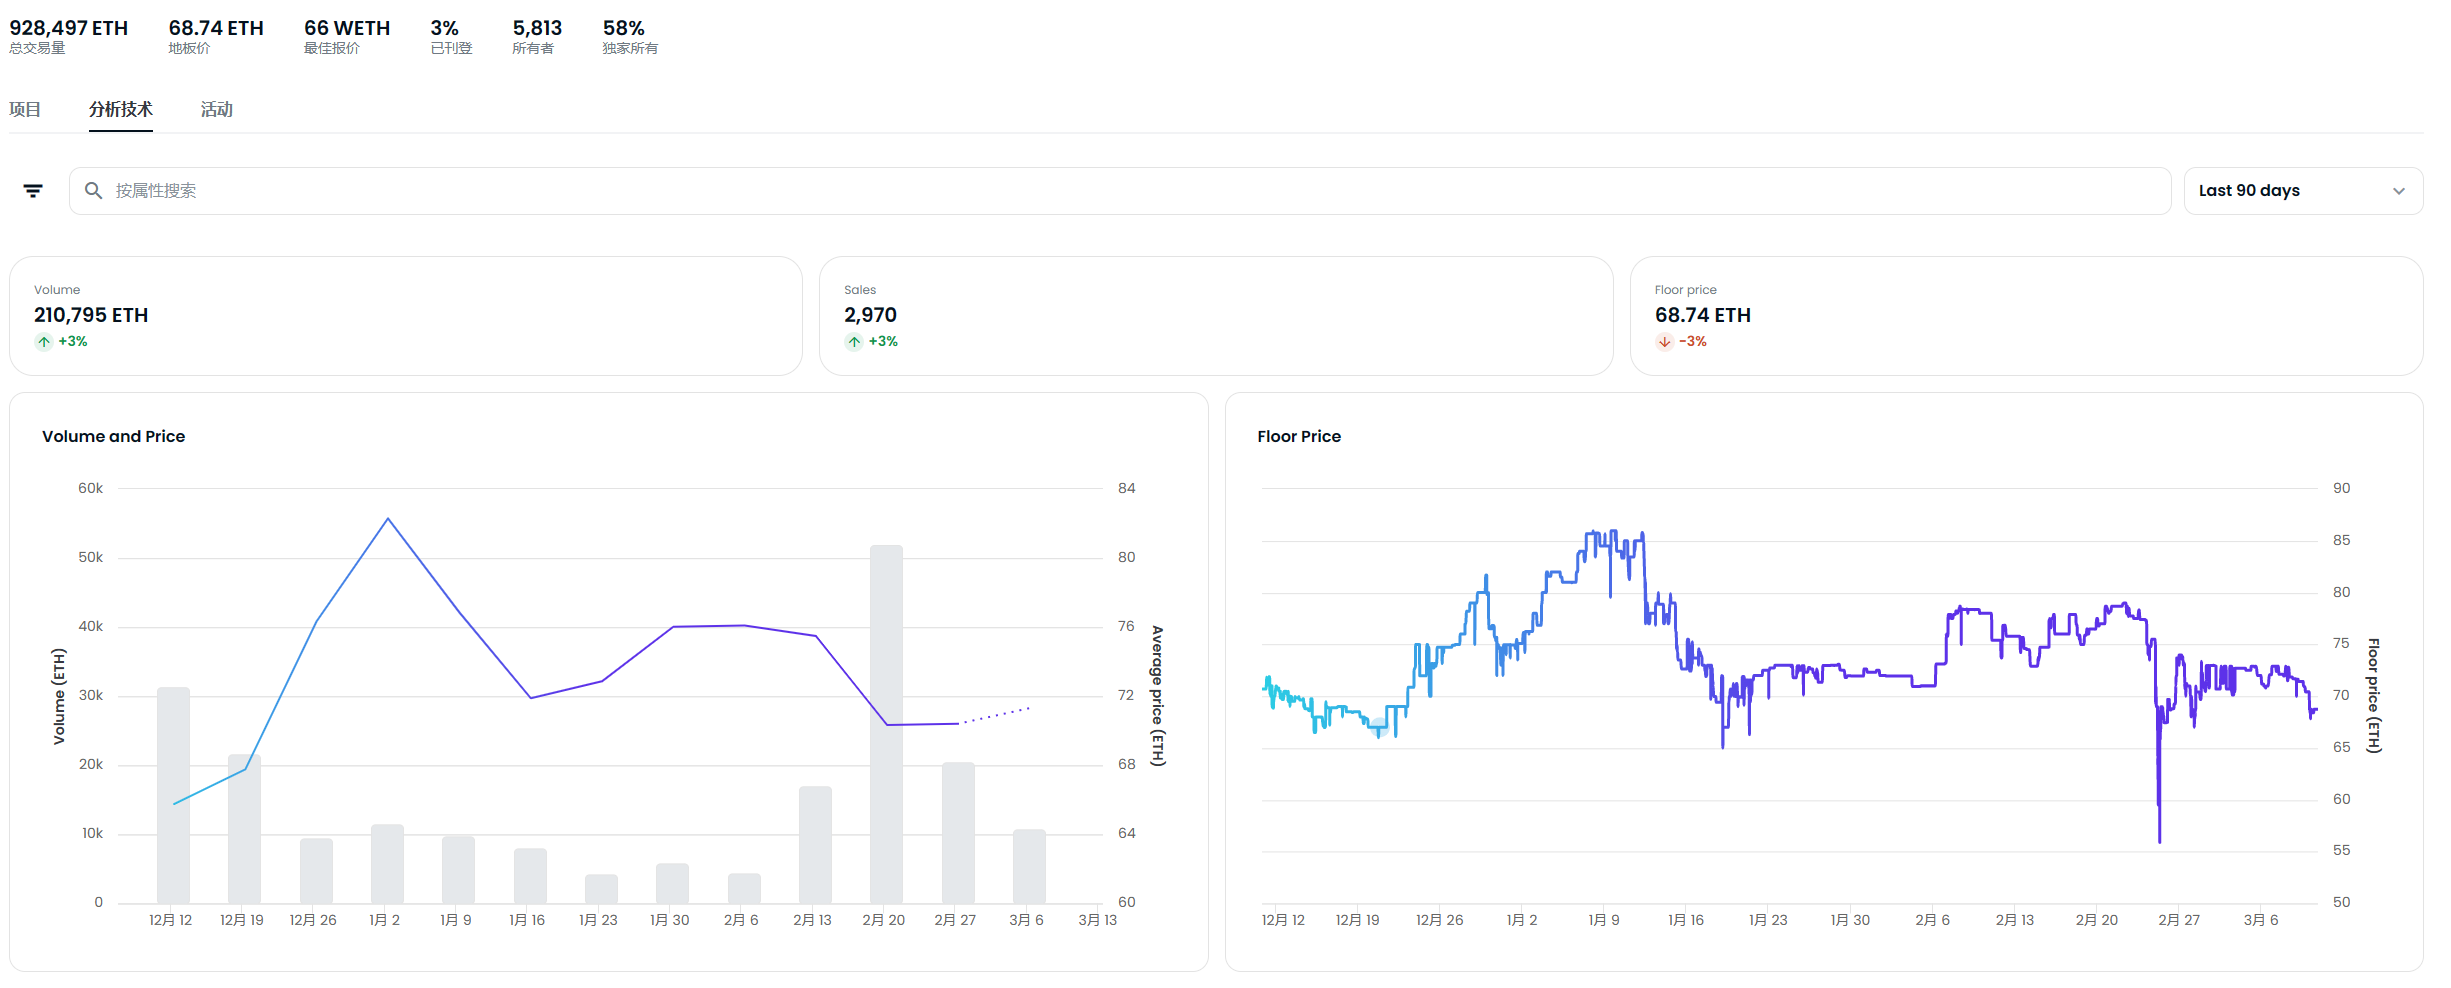 928,497 ETH 68.74 ETH 66 WETH 3% 5,813 58%
总交易量 地板价 最佳报价 已刊登 所有者 独家所有
项目 分析技术 活动
按属性搜索 Last 90 days
Volume
210,795 ETH
+3%
Sales
2,970
+3%
Floor price
68.74 ETH
-3%
Volume and Price
60k
50k
40k
30k
20k
10k
0
Volume (ETH)
84
80
76
72
68
64
60
Average price (ETH)
12月 12 12月 19 12月 26 1月 2 1月 9 1月 16 1月 23 1月 30 2月 6 2月 13 2月 20 2月 27 3月 6 3月 13
Floor Price
90
85
80
75
70
65
60
55
50
Floor price (ETH)
12月 12 12月 19 12月 26 1月 2 1月 9 1月 16 1月 23 1月 30 2月 6 2月 13 2月 20 2月 27 3月 6